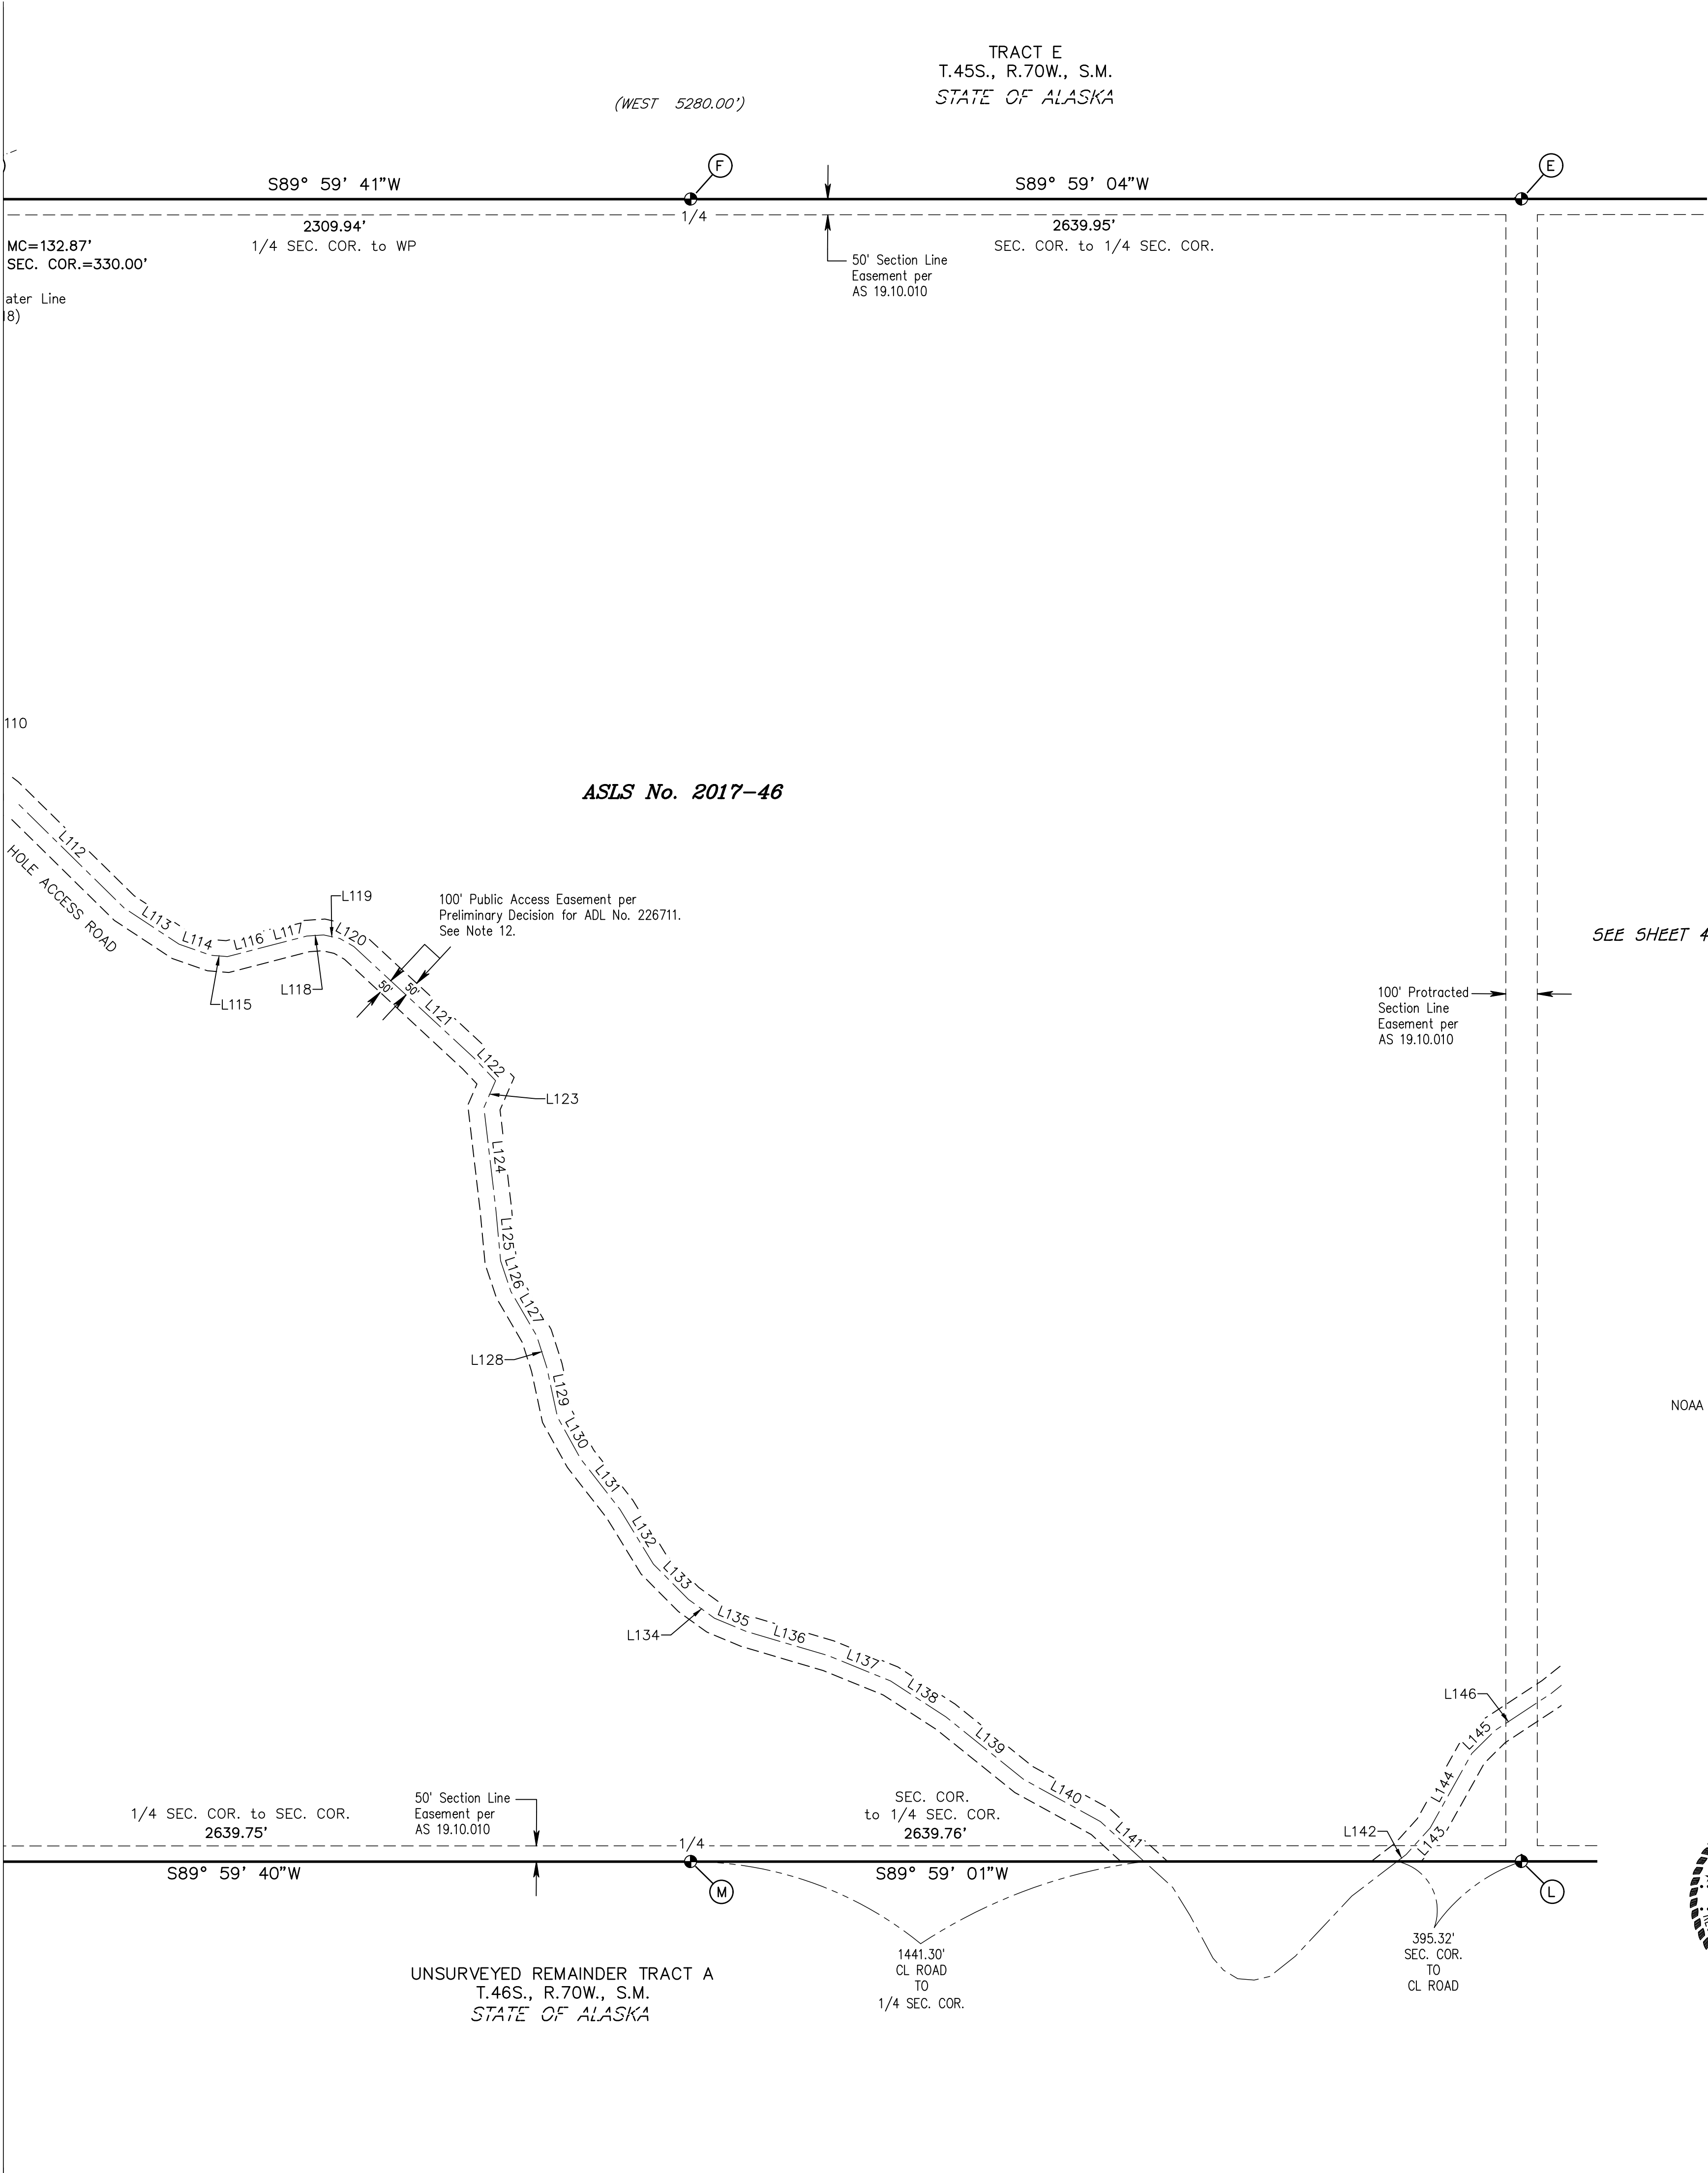 TRACT E
T.45S., R.70W., S.M.
STATE OF ALASKA
(WEST 5280.00')
F
E
S89° 59' 41"W
S89° 59' 04"W
1/4
2309.94'
1/4 SEC. COR. to WP
2639.95'
SEC. COR. to 1/4 SEC. COR.
MC=132.87'
SEC. COR.=330.00'
50' Section Line
Easement per
AS 19.10.010
ater Line
18)
110
ASLS No. 2017-46
L112
HOLE ACCESS ROAD
L113
L114
L115
L116
L117
L118
L119
L120
100' Public Access Easement per
Preliminary Decision for ADL No. 226711.
See Note 12.
50'
50'
L121
L122
L123
SEE SHEET 4
100' Protracted
Section Line
Easement per
AS 19.10.010
L124
L125
L126
L127
L128
L129
L130
NOAA
L131
L132
L133
L134
L135
L136
L137
L138
L139
L140
L141
L142
L143
L144
L145
L146
1/4 SEC. COR. to SEC. COR.
2639.75'
50' Section Line
Easement per
AS 19.10.010
SEC. COR.
to 1/4 SEC. COR.
2639.76'
1/4
S89° 59' 40"W
S89° 59' 01"W
M
L
1441.30'
CL ROAD
TO
1/4 SEC. COR.
395.32'
SEC. COR.
TO
CL ROAD
UNSURVEYED REMAINDER TRACT A
T.46S., R.70W., S.M.
STATE OF ALASKA